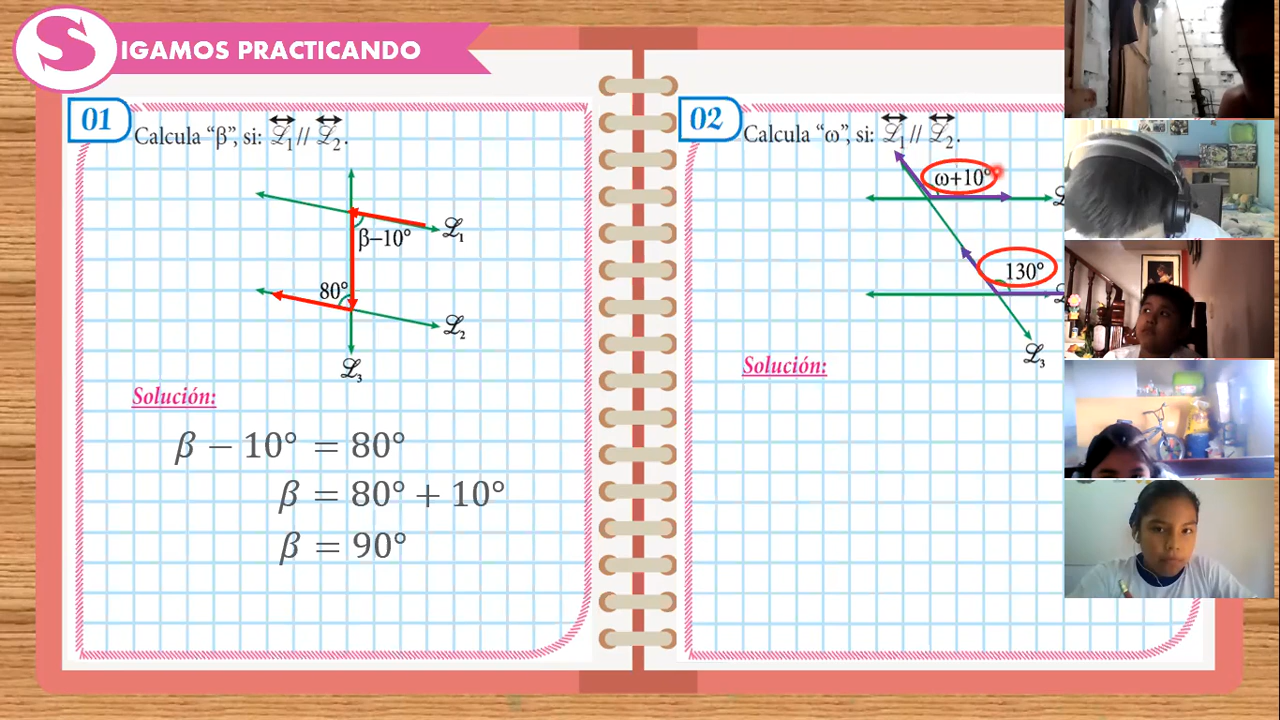 SIGAMOS PRACTICANDO
01
Calcula “β”, si: ℒ₁ // ℒ₂.
ℒ₁
β–10°
80°
ℒ₂
ℒ₃
Solución:
β − 10° = 80°
β = 80° + 10°
β = 90°
02
Calcula “ω”, si: ℒ₁ // ℒ₂.
ω+10°
130°
ℒ₃
Solución: